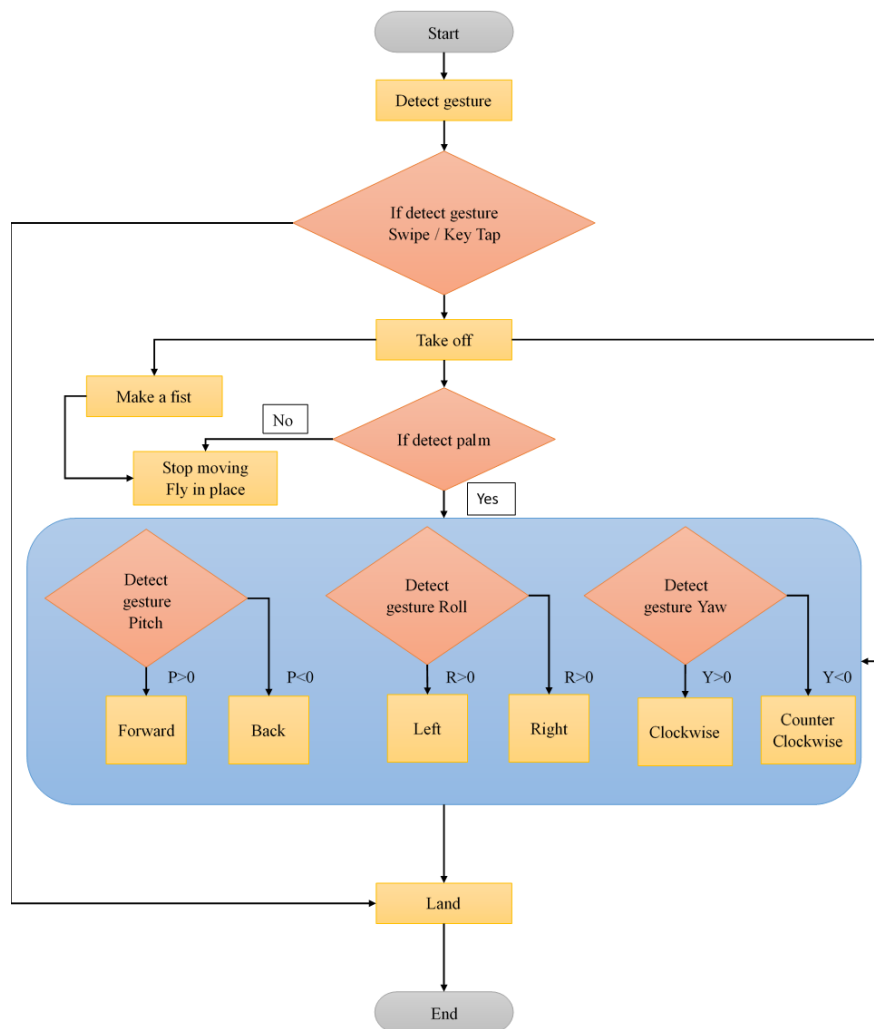 Start
Detect gesture
If detect gesture
Swipe / Key Tap
Take off
Make a fist
No
If detect palm
Stop moving
Fly in place
Yes
Detect
gesture
Pitch
Detect
gesture Roll
Detect
gesture Yaw
P>0
P<0
R>0
R>0
Y>0
Y<0
Forward
Back
Left
Right
Clockwise
Counter
Clockwise
Land
End